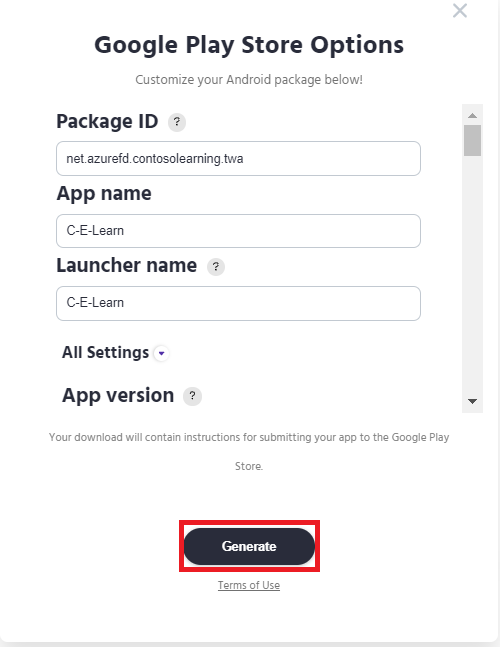 Google Play Store Options
Customize your Android package below!
Package ID ?
net.azurefd.contosolearning.twa
App name
C-E-Learn
Launcher name ?
C-E-Learn
All Settings
App version ?
Your download will contain instructions for submitting your app to the Google Play
Store.
Generate
Terms of Use